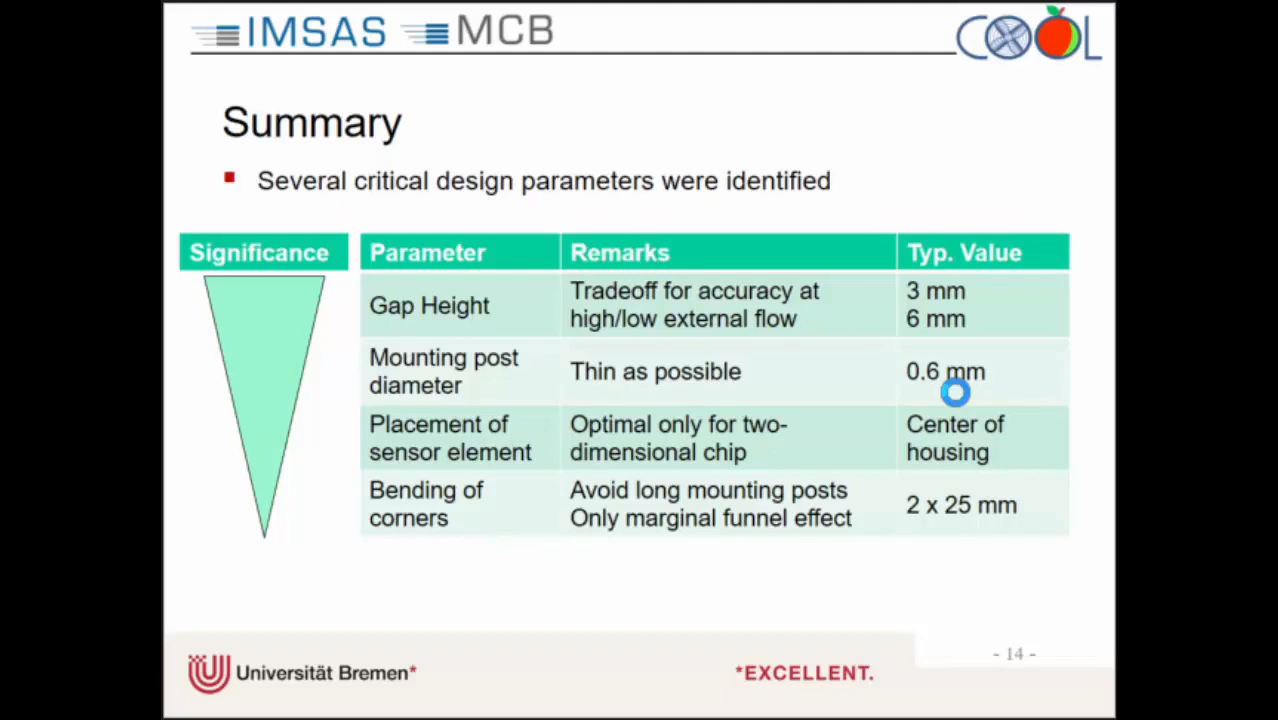 IMSAS MCB COOL
Summary
Several critical design parameters were identified
Significance
Parameter Remarks Typ. Value
Gap Height
Tradeoff for accuracy at
high/low external flow
3 mm
6 mm
Mounting post
diameter
Thin as possible
0.6 mm
Placement of
sensor element
Optimal only for two-
dimensional chip
Center of
housing
Bending of
corners
Avoid long mounting posts
Only marginal funnel effect
2 x 25 mm
- 14 -
Universität Bremen*
*EXCELLENT.